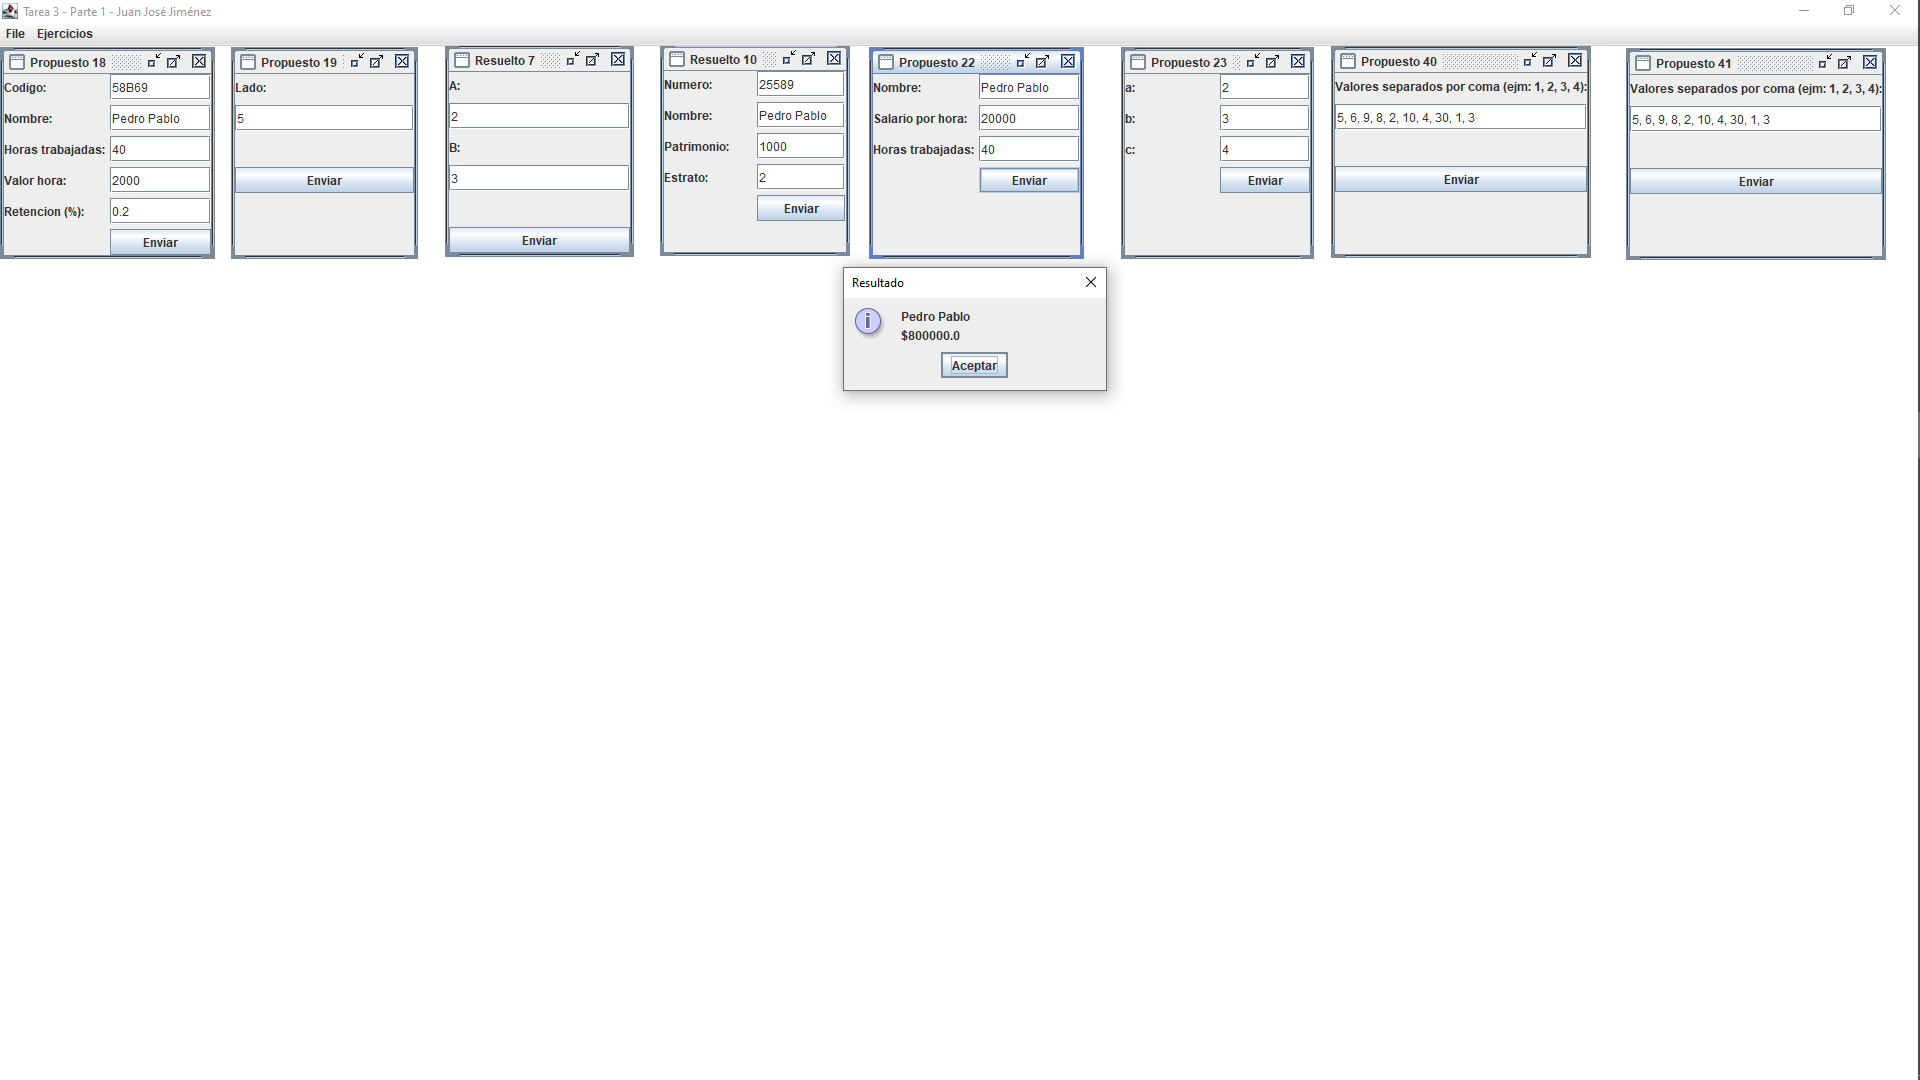 Tarea 3 - Parte 1 - Juan José Jiménez
File Ejercicios
Propuesto 18
Codigo: 58B69
Nombre: Pedro Pablo
Horas trabajadas: 40
Valor hora: 2000
Retencion (%): 0.2
Enviar
Propuesto 19
Lado:
5
Enviar
Resuelto 7
A:
2
B:
3
Enviar
Resuelto 10
Numero: 25589
Nombre: Pedro Pablo
Patrimonio: 1000
Estrato: 2
Enviar
Propuesto 22
Nombre: Pedro Pablo
Salario por hora: 20000
Horas trabajadas: 40
Enviar
Propuesto 23
a: 2
b: 3
c: 4
Enviar
Propuesto 40
Valores separados por coma (ejm: 1, 2, 3, 4):
5, 6, 9, 8, 2, 10, 4, 30, 1, 3
Enviar
Propuesto 41
Valores separados por coma (ejm: 1, 2, 3, 4):
5, 6, 9, 8, 2, 10, 4, 30, 1, 3
Enviar
Resultado
Pedro Pablo
$800000.0
Aceptar